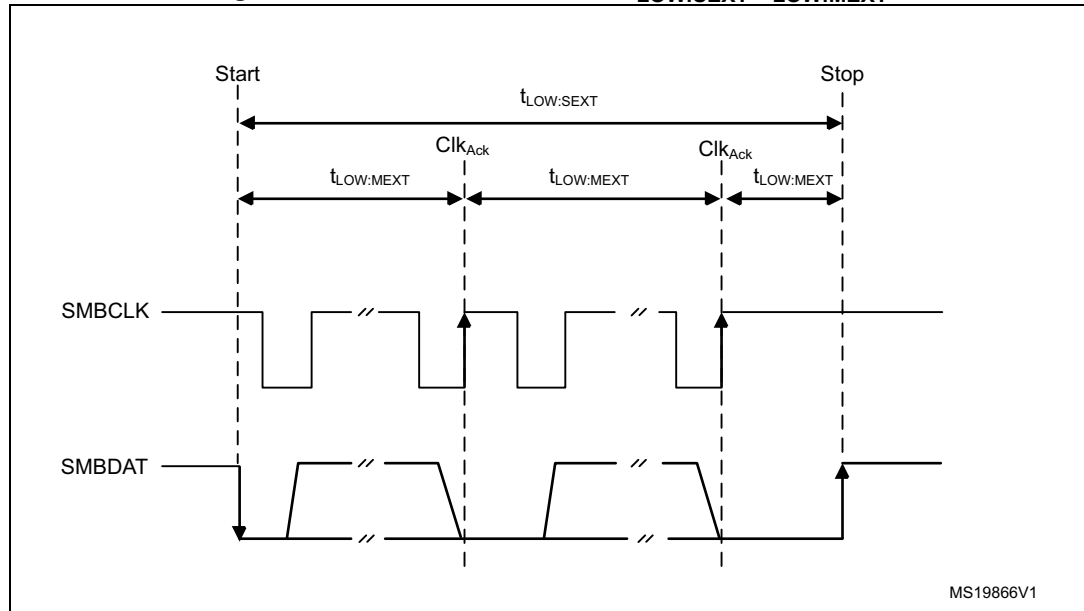 Start
Stop
tLOW:SEXT
ClkAck
ClkAck
tLOW:MEXT
tLOW:MEXT
tLOW:MEXT
SMBCLK
SMBDAT
MS19866V1